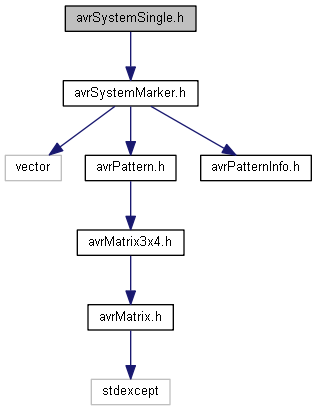 avrSystemSingle.h
avrSystemMarker.h
vector
avrPattern.h
avrPatternInfo.h
avrMatrix3x4.h
avrMatrix.h
stdexcept